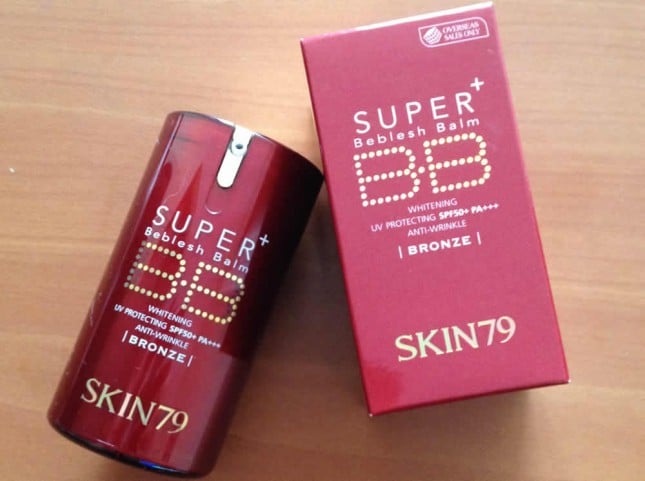 SUPER+
Beblesh Balm
BB
WHITENING
UV PROTECTING SPF50+ PA+++
ANTI-WRINKLE
| BRONZE |
SKIN79
OVERSEAS
SALES ONLY
SUPER+
Beblesh Balm
B·B
WHITENING
UV PROTECTING SPF50+ PA+++
ANTI-WRINKLE
| BRONZE |
SKIN79